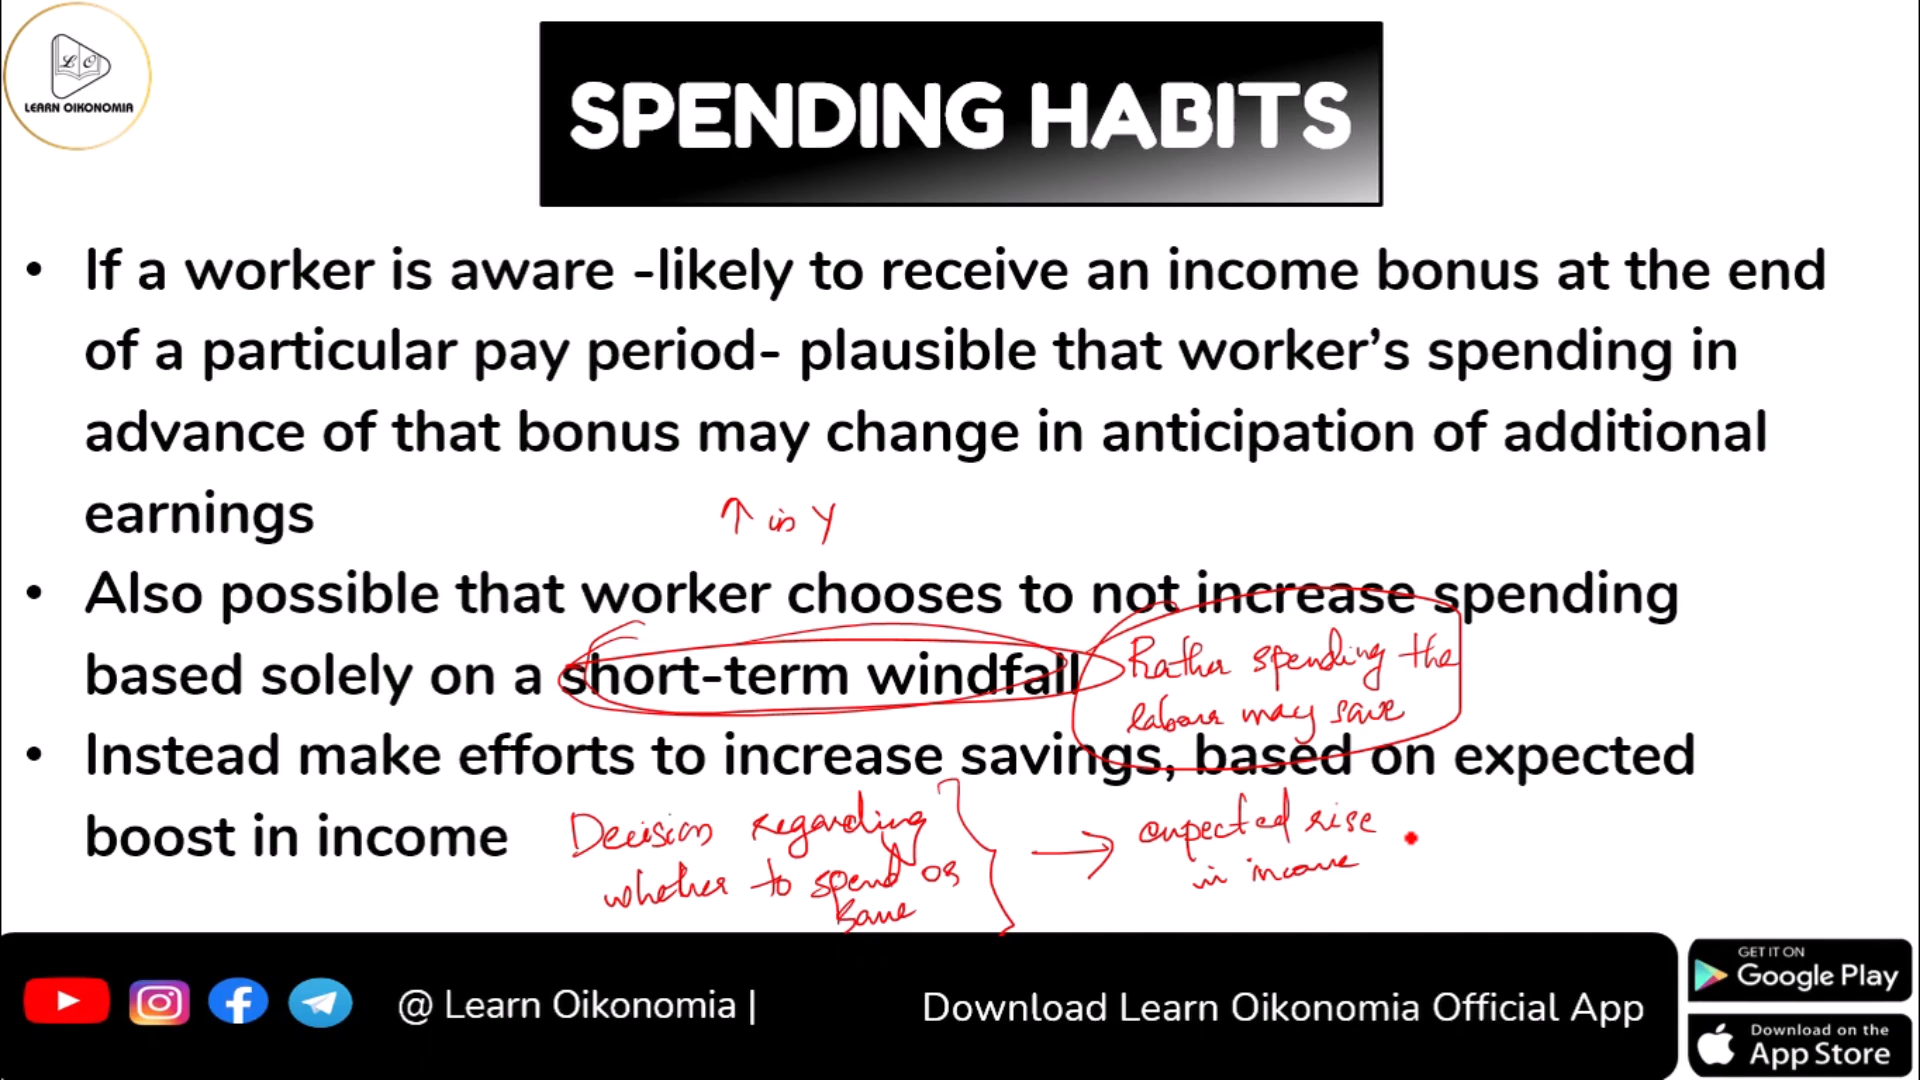 LO
LEARN OIKONOMIA
SPENDING HABITS
• If a worker is aware -likely to receive an income bonus at the end
of a particular pay period- plausible that worker's spending in
advance of that bonus may change in anticipation of additional
earnings
↑ in Y
• Also possible that worker chooses to not increase spending
based solely on a short-term windfall
Rather spending the
labour may save
• Instead make efforts to increase savings, based on expected
boost in income
Decision regarding
whether to spend or
save
→ expected rise
in income
@ Learn Oikonomia |
Download Learn Oikonomia Official App
GET IT ON
Google Play
Download on the
App Store